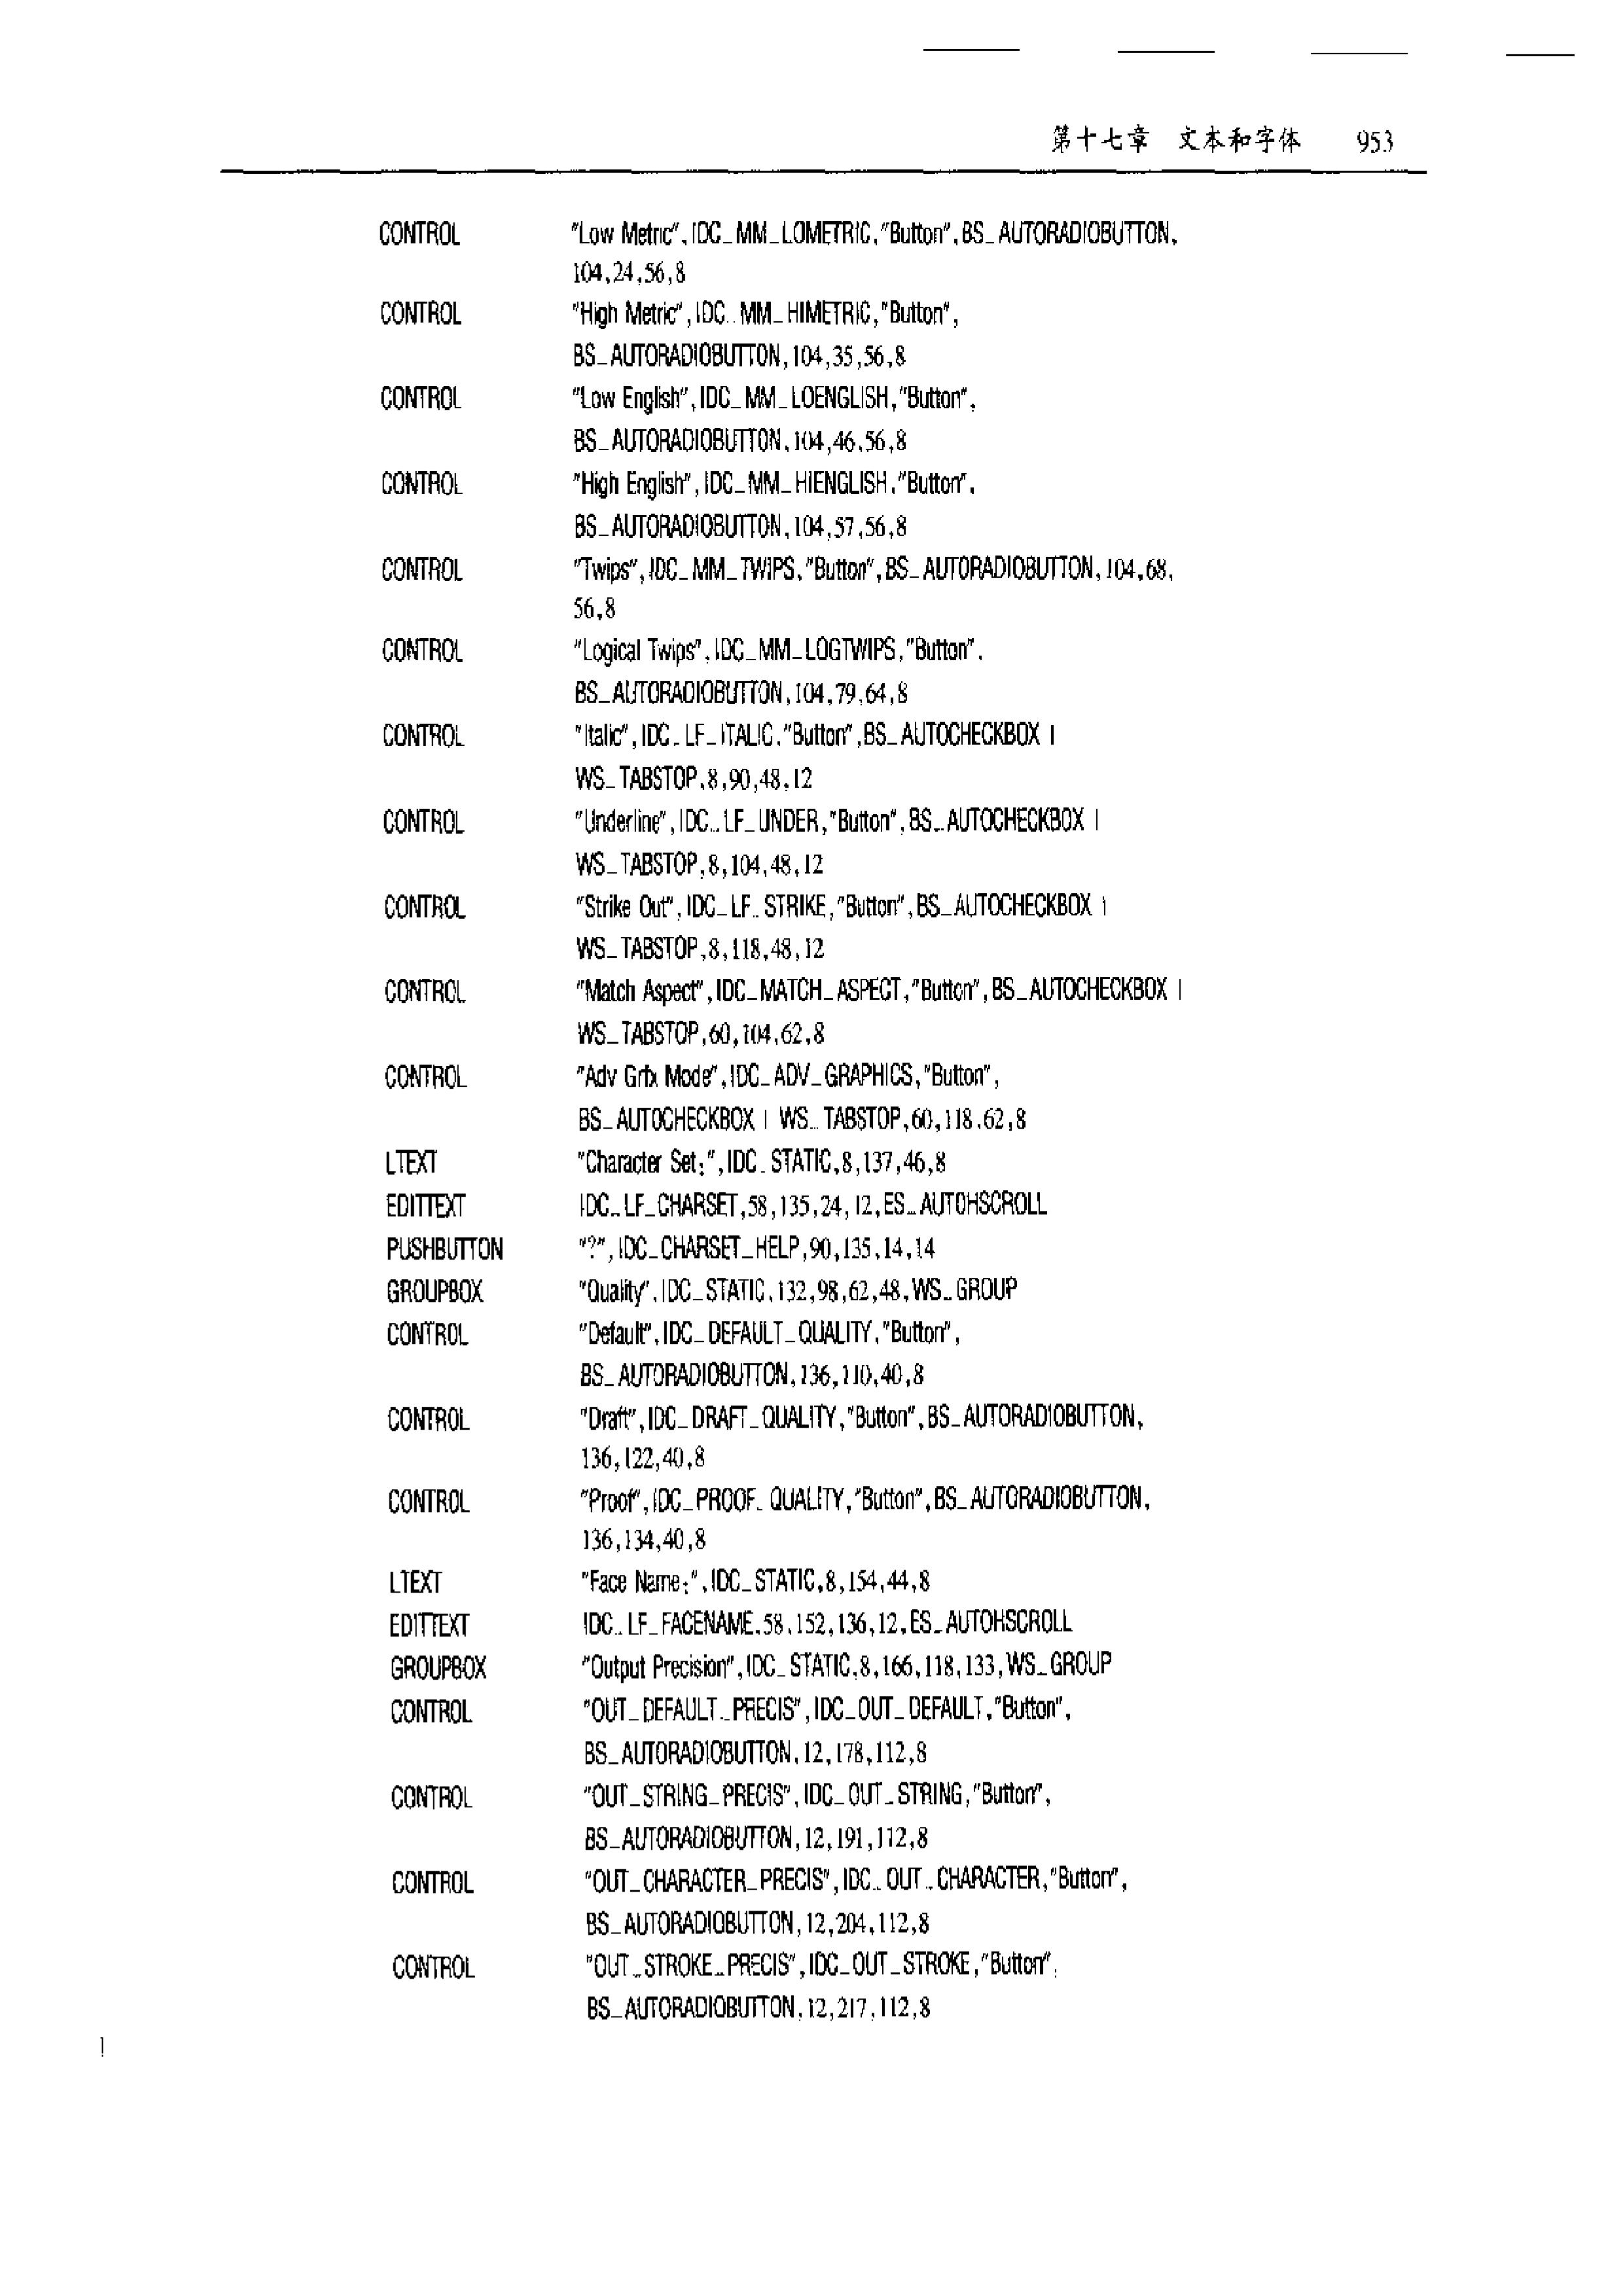 第十七章 文本和字体 953
CONTROL "Low Metric",IDC_MM_LOMETRIC,"Button",BS_AUTORADIOBUTTON,
104,24,56,8
CONTROL "High Metric",IDC_MM_HIMETRIC,"Button",
BS_AUTORADIOBUTTON,104,35,56,8
CONTROL "Low English",IDC_MM_LOENGLISH,"Button",
BS_AUTORADIOBUTTON,104,46,56,8
CONTROL "High English",IDC_MM_HIENGLISH,"Button",
BS_AUTORADIOBUTTON,104,57,56,8
CONTROL "Twips",IDC_MM_TWIPS,"Button",BS_AUTORADIOBUTTON,104,68,
56,8
CONTROL "Logical Twips",IDC_MM_LOGTWIPS,"Button",
BS_AUTORADIOBUTTON,104,79,64,8
CONTROL "Italic",IDC_LF_ITALIC,"Button",BS_AUTOCHECKBOX |
WS_TABSTOP,8,90,48,12
CONTROL "Underline",IDC_LF_UNDER,"Button",BS_AUTOCHECKBOX |
WS_TABSTOP,8,104,48,12
CONTROL "Strike Out",IDC_LF_STRIKE,"Button",BS_AUTOCHECKBOX |
WS_TABSTOP,8,118,48,12
CONTROL "Match Aspect",IDC_MATCH_ASPECT,"Button",BS_AUTOCHECKBOX |
WS_TABSTOP,60,104,62,8
CONTROL "Adv Grfx Mode",IDC_ADV_GRAPHICS,"Button",
BS_AUTOCHECKBOX | WS_TABSTOP,60,118,62,8
LTEXT "Character Set:",IDC_STATIC,8,137,46,8
EDITTEXT IDC_LF_CHARSET,58,135,24,12,ES_AUTOHSCROLL
PUSHBUTTON "?",IDC_CHARSET_HELP,90,135,14,14
GROUPBOX "Quality",IDC_STATIC,132,98,62,48,WS_GROUP
CONTROL "Default",IDC_DEFAULT_QUALITY,"Button",
BS_AUTORADIOBUTTON,136,110,40,8
CONTROL "Draft",IDC_DRAFT_QUALITY,"Button",BS_AUTORADIOBUTTON,
136,122,40,8
CONTROL "Proof",IDC_PROOF_QUALITY,"Button",BS_AUTORADIOBUTTON,
136,134,40,8
LTEXT "Face Name:",IDC_STATIC,8,154,44,8
EDITTEXT IDC_LF_FACENAME,58,152,136,12,ES_AUTOHSCROLL
GROUPBOX "Output Precision",IDC_STATIC,8,166,118,133,WS_GROUP
CONTROL "OUT_DEFAULT_PRECIS",IDC_OUT_DEFAULT,"Button",
BS_AUTORADIOBUTTON,12,178,112,8
CONTROL "OUT_STRING_PRECIS",IDC_OUT_STRING,"Button",
BS_AUTORADIOBUTTON,12,191,112,8
CONTROL "OUT_CHARACTER_PRECIS",IDC_OUT_CHARACTER,"Button",
BS_AUTORADIOBUTTON,12,204,112,8
CONTROL "OUT_STROKE_PRECIS",IDC_OUT_STROKE,"Button",
BS_AUTORADIOBUTTON,12,217,112,8